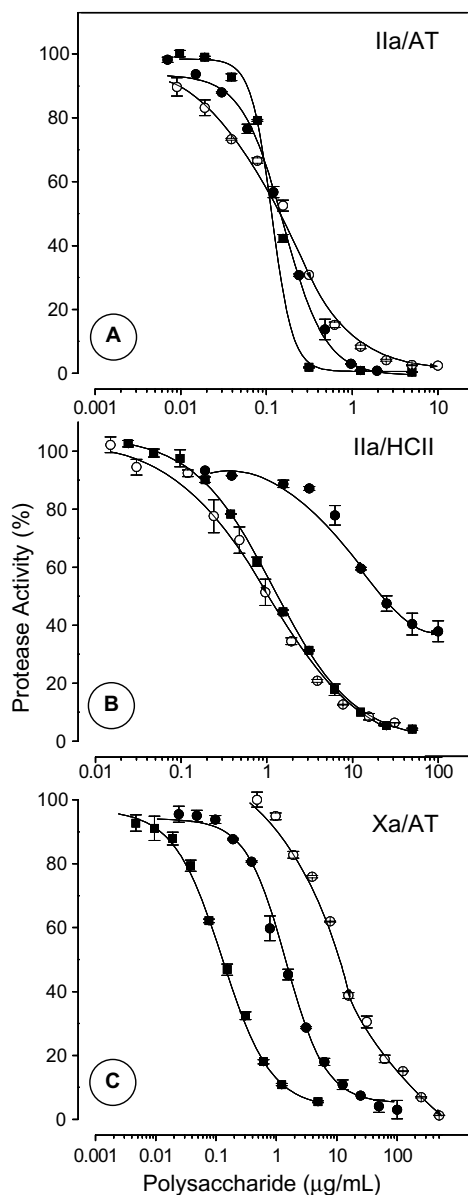 IIa/AT
100
80
60
40
20
0
A
0.001 0.01 0.1 1 10
IIa/HCII
100
80
60
40
20
0
B
Protease Activity (%)
0.01 0.1 1 10 100
Xa/AT
100
80
60
40
20
0
C
0.001 0.01 0.1 1 10 100
Polysaccharide (μg/mL)